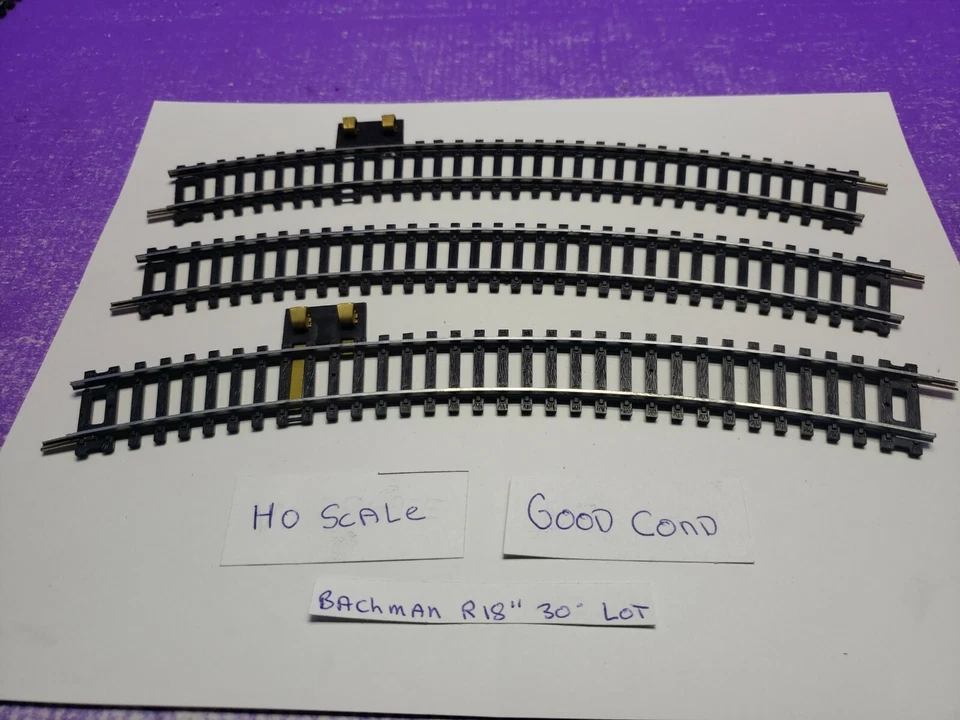 HO SCALe
GOOD COnD
BAChmAn R18" 30° LOT